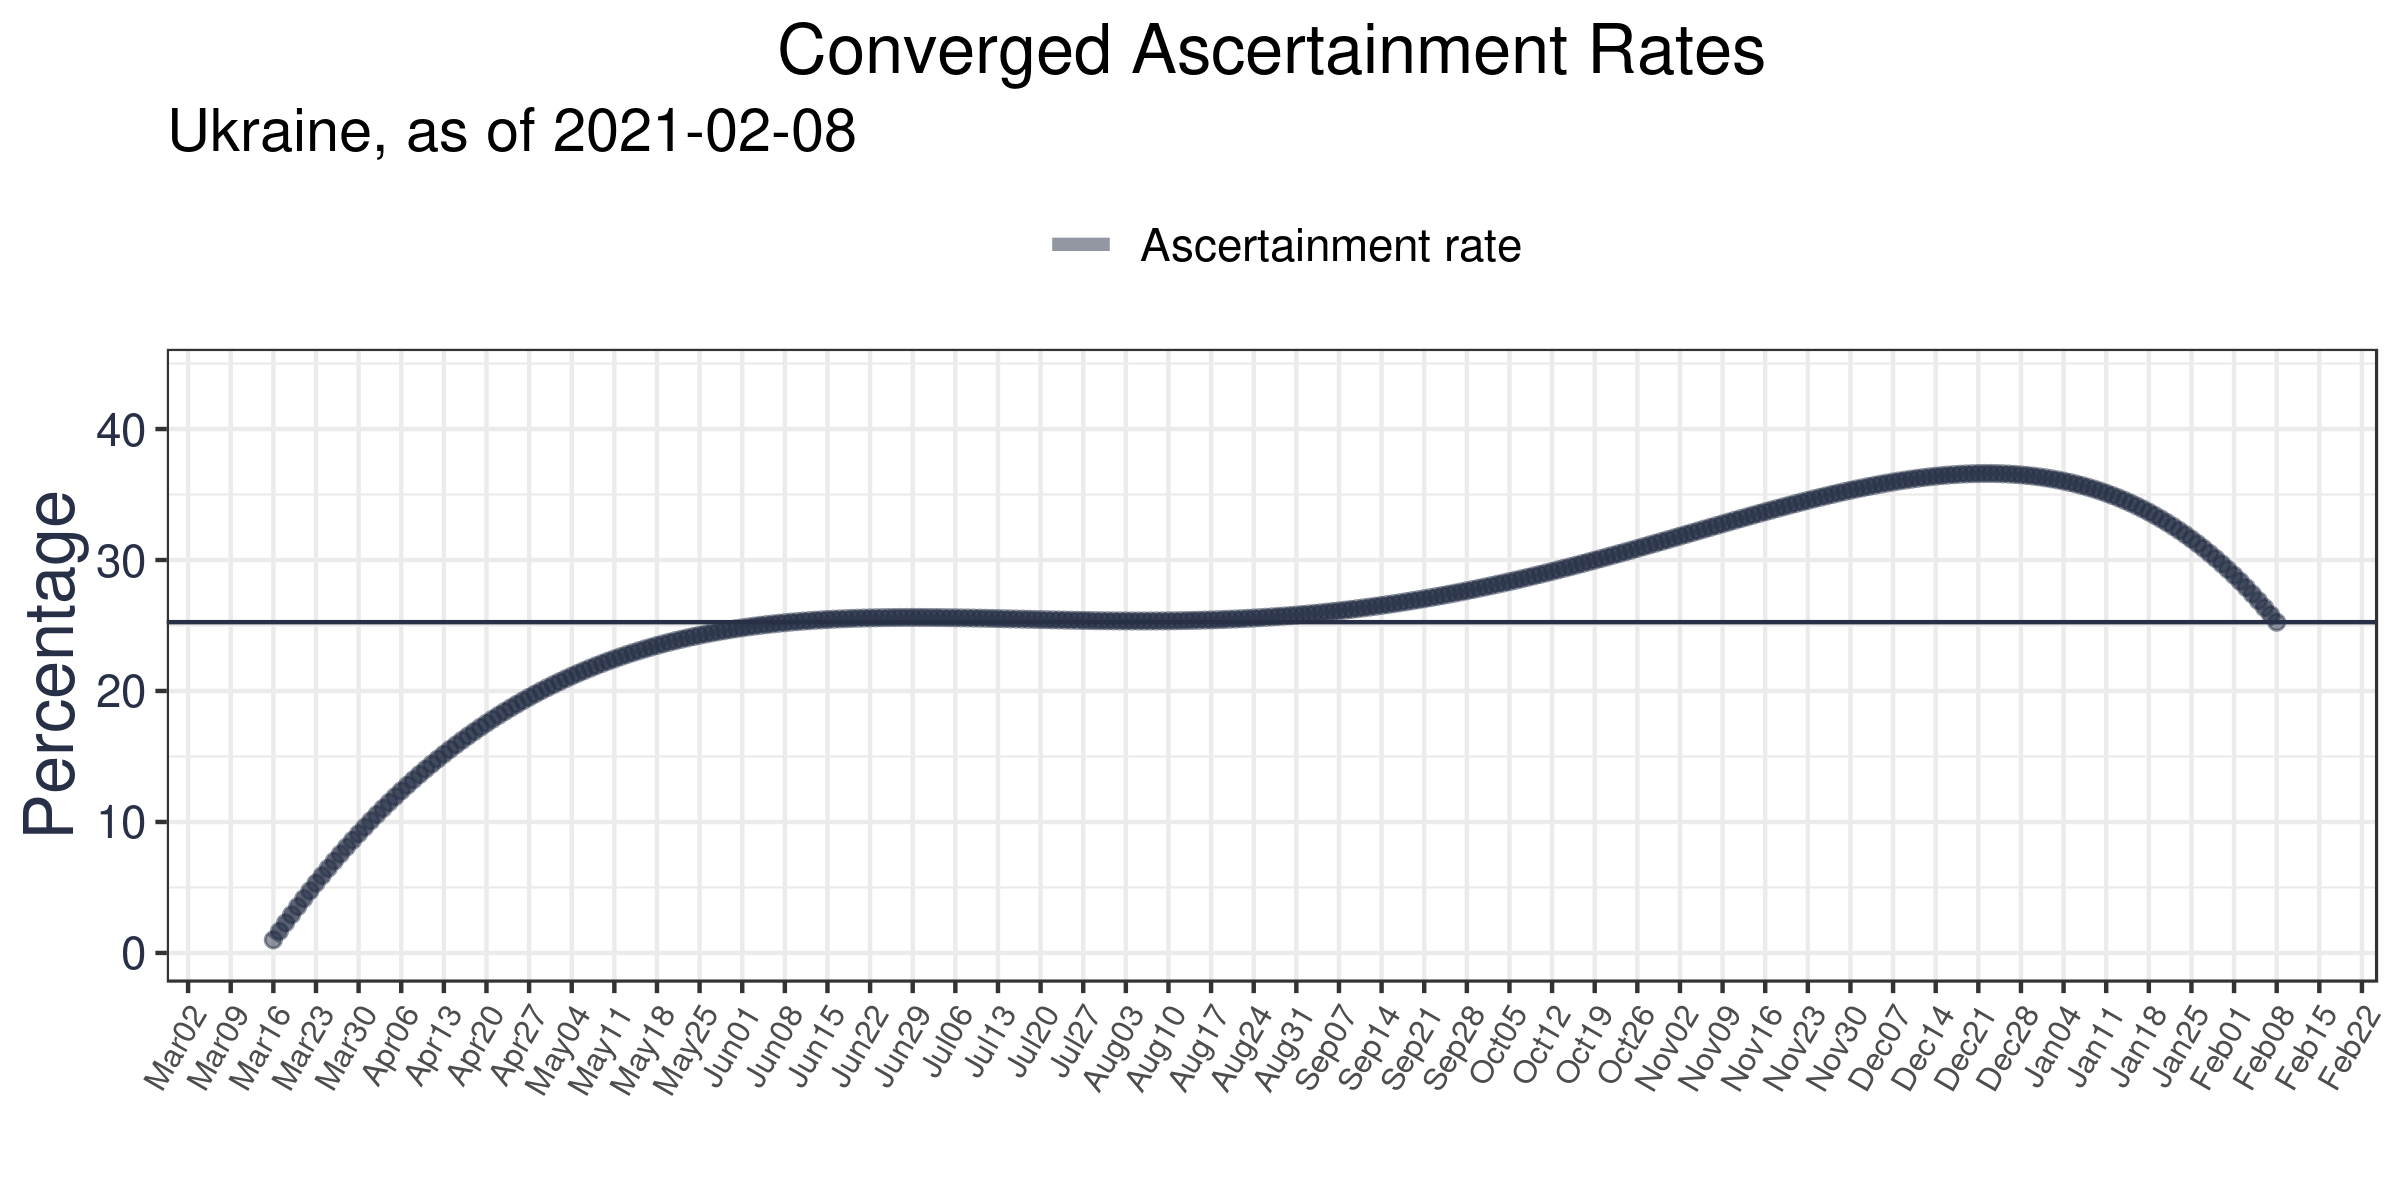 Converged Ascertainment Rates
Ukraine, as of 2021-02-08
Ascertainment rate
Percentage
40
30
20
10
0
Mar02 Mar09 Mar16 Mar23 Mar30 Apr06 Apr13 Apr20 Apr27 May04 May11 May18 May25 Jun01 Jun08 Jun15 Jun22 Jun29 Jul06 Jul13 Jul20 Jul27 Aug03 Aug10 Aug17 Aug24 Aug31 Sep07 Sep14 Sep21 Sep28 Oct05 Oct12 Oct19 Oct26 Nov02 Nov09 Nov16 Nov23 Nov30 Dec07 Dec14 Dec21 Dec28 Jan04 Jan11 Jan18 Jan25 Feb01 Feb08 Feb15 Feb22